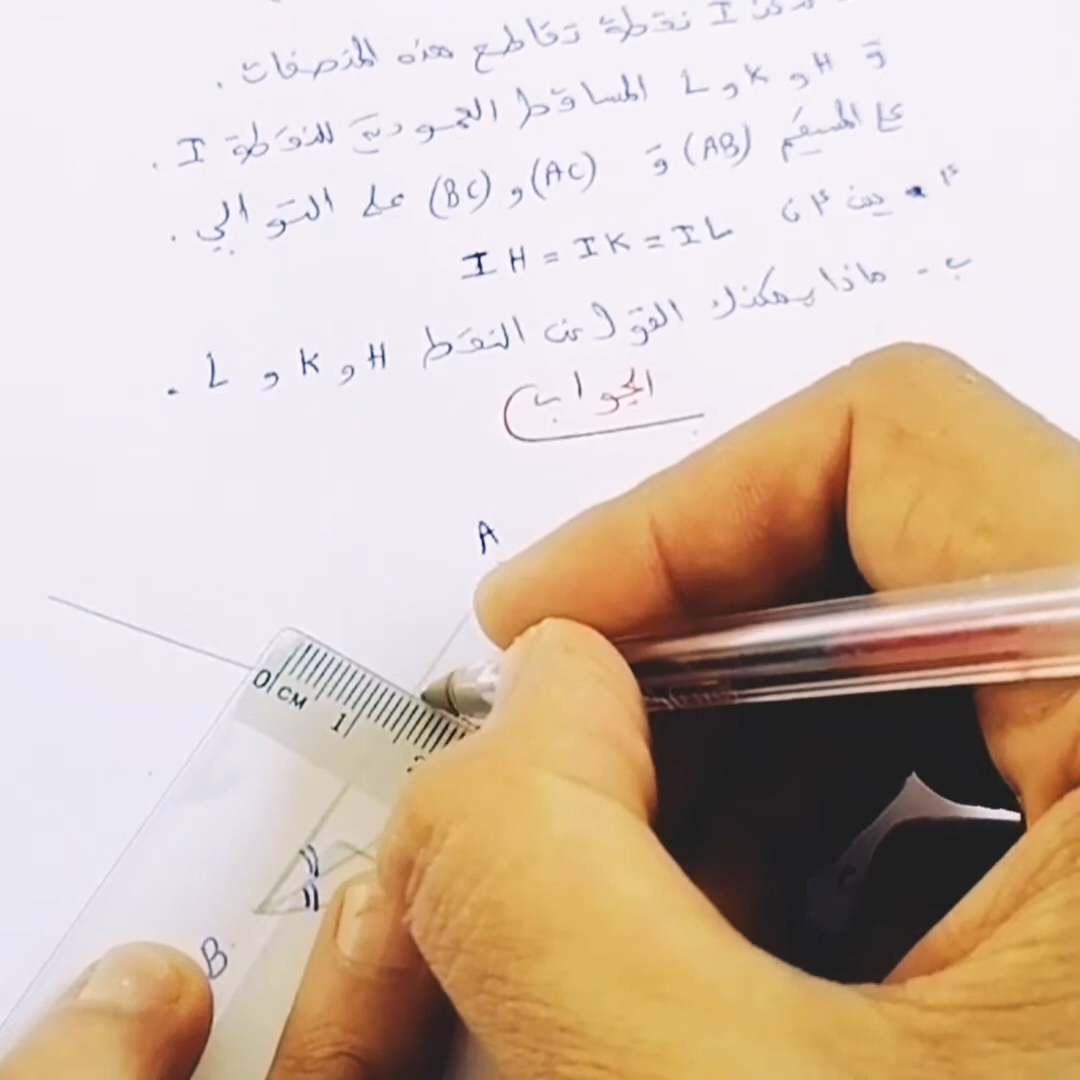 I نقطة تقاطع هذه المنصفات .
و H و K و L المساقط العمودية للنقطة I .
على المستقيم (AB) و (AC) و (BC) على التوالي .
أ - بين أن IH = IK = IL
ب - ماذا يمكنك القول عن النقط H و K و L .
الجواب
A
0 CM 1 2
B